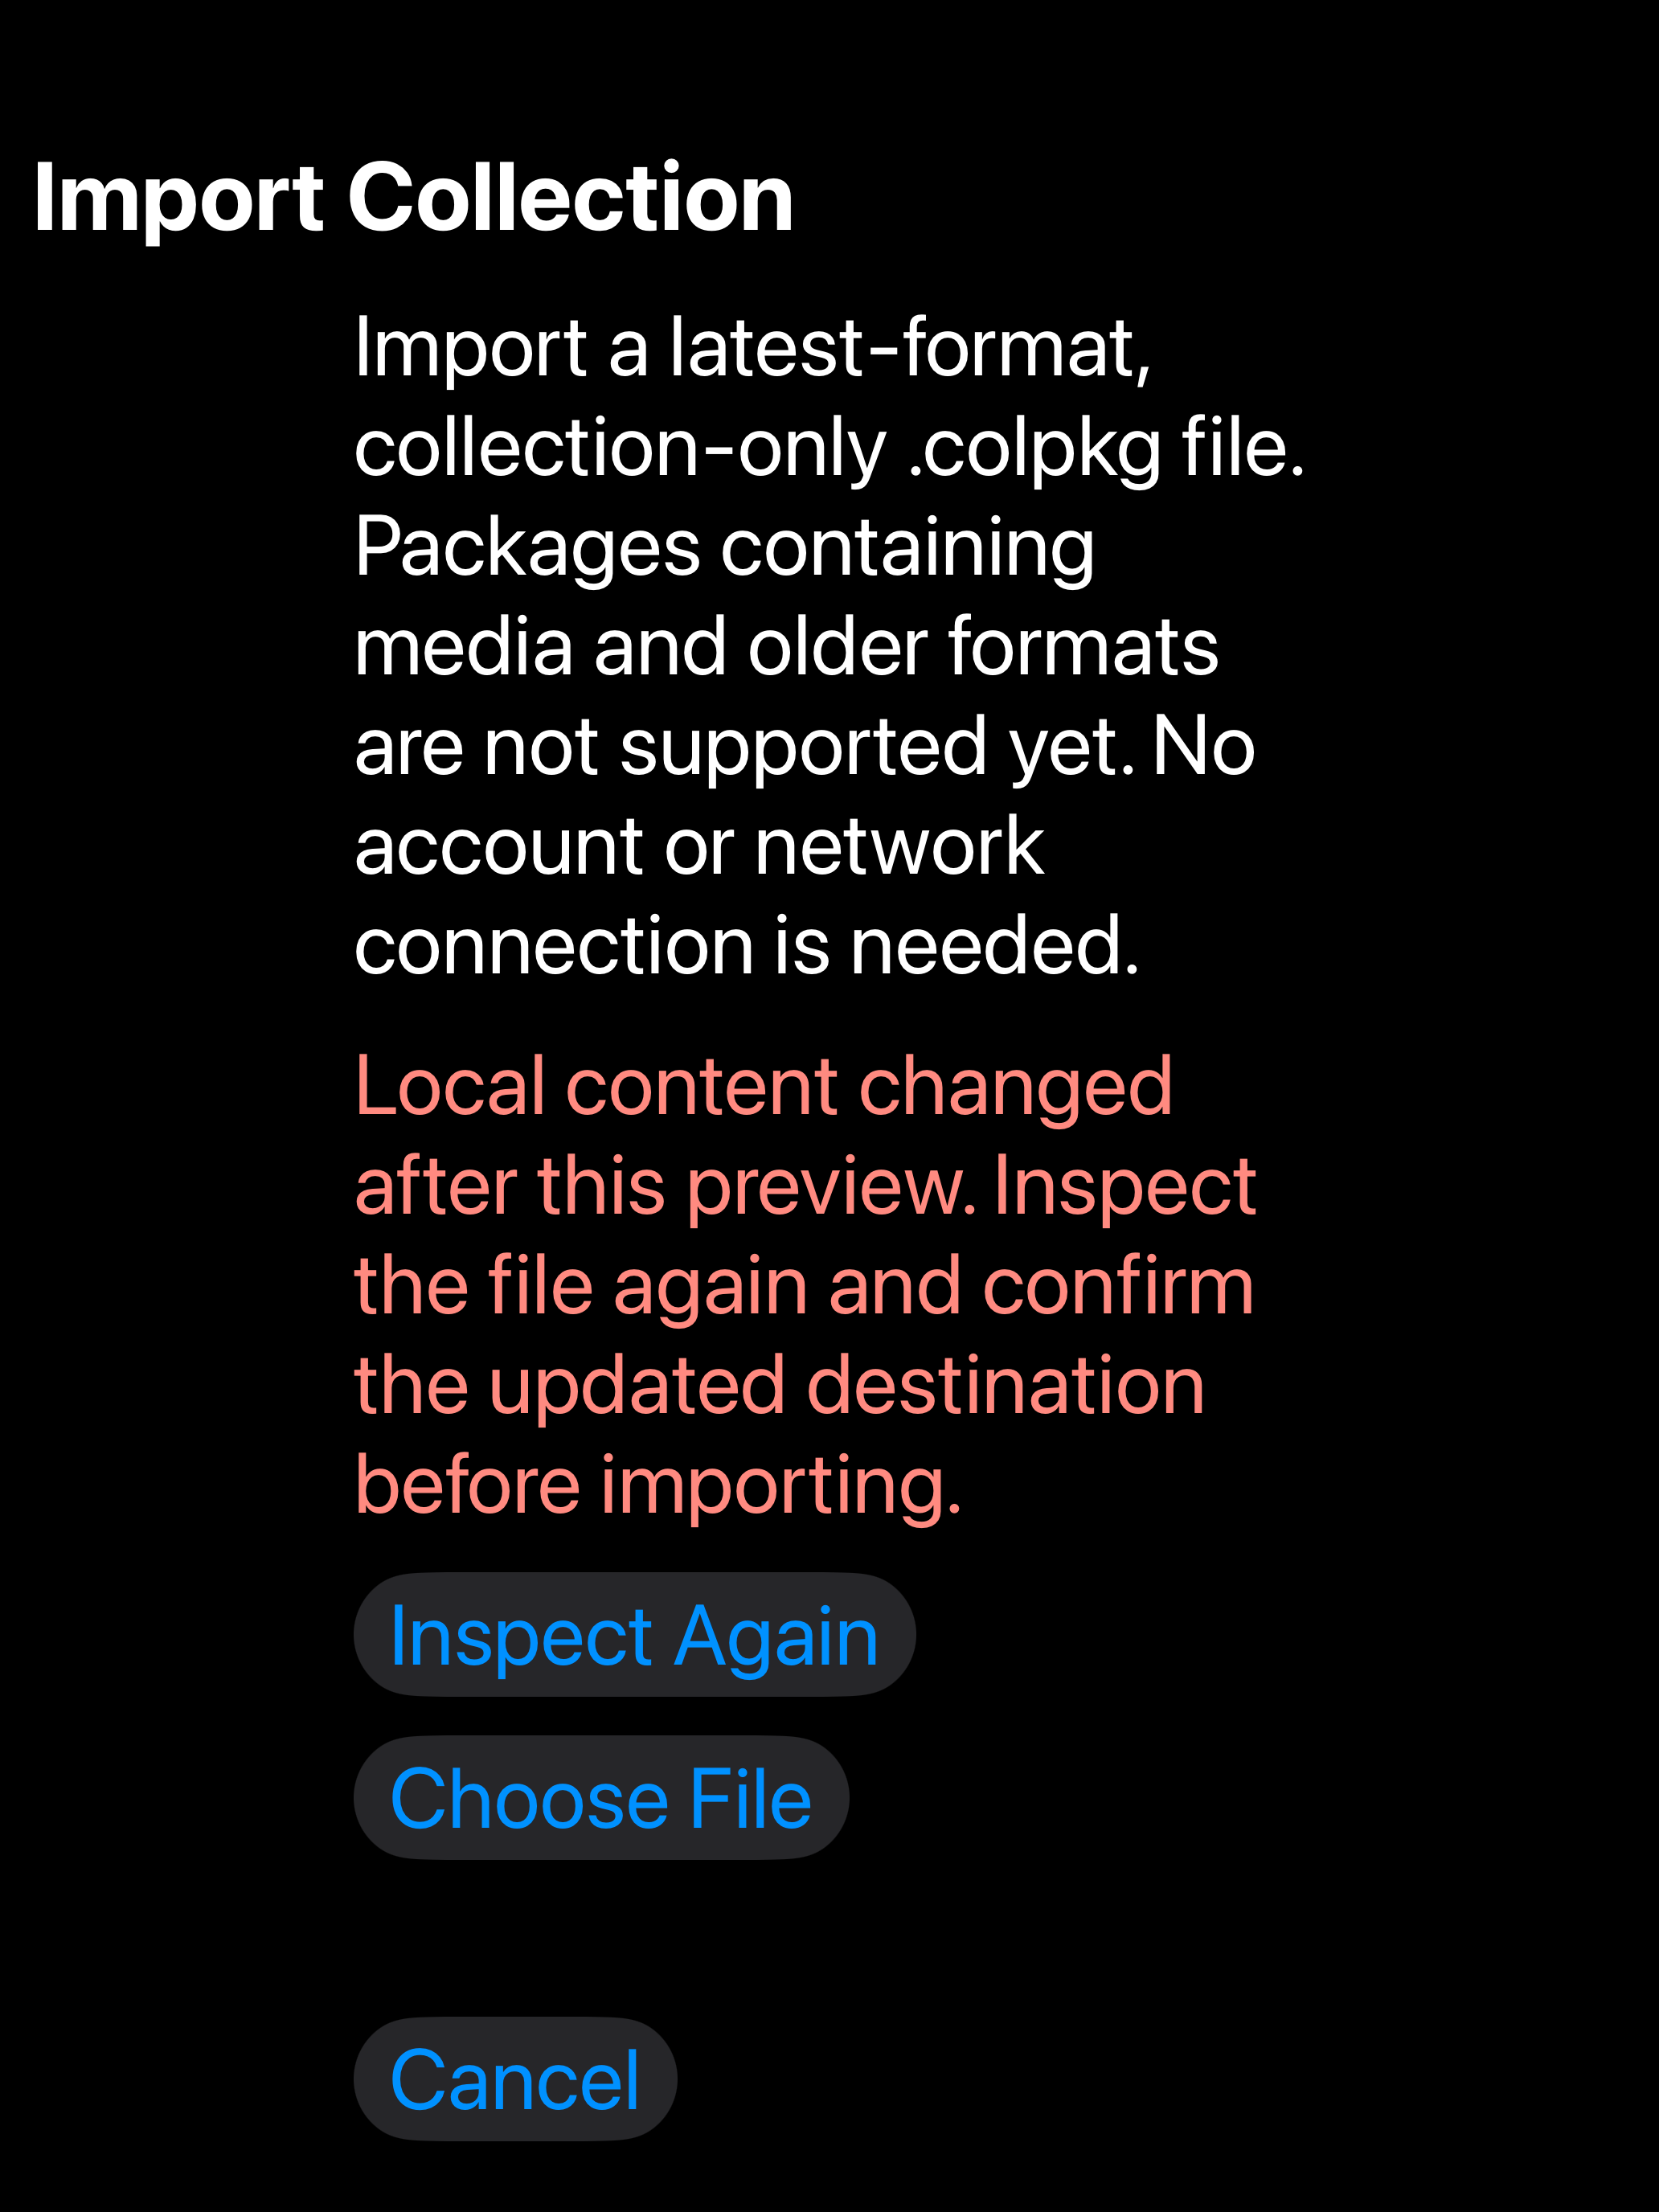 Import Collection
Import a latest-format,
collection-only .colpkg file.
Packages containing
media and older formats
are not supported yet. No
account or network
connection is needed.
Local content changed
after this preview. Inspect
the file again and confirm
the updated destination
before importing.
Inspect Again
Choose File
Cancel